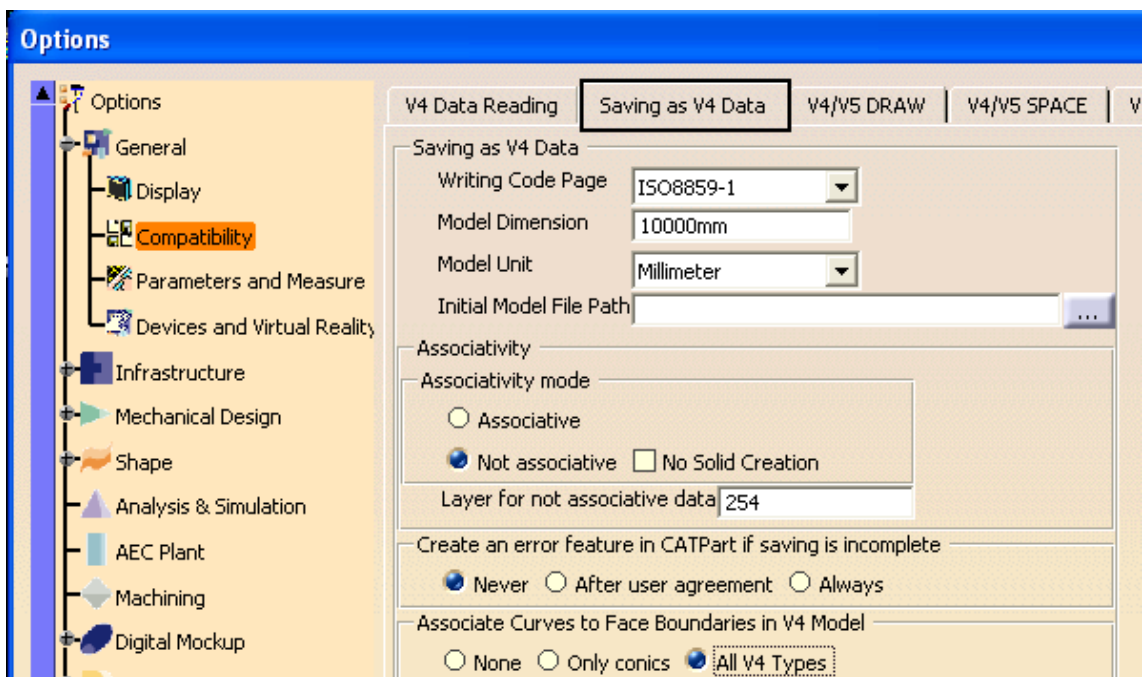 Options
Options
General
Display
Compatibility
Parameters and Measure
Devices and Virtual Reality
Infrastructure
Mechanical Design
Shape
Analysis & Simulation
AEC Plant
Machining
Digital Mockup
V4 Data Reading Saving as V4 Data V4/V5 DRAW V4/V5 SPACE V
Saving as V4 Data
Writing Code Page ISO8859-1
Model Dimension 10000mm
Model Unit Millimeter
Initial Model File Path ...
Associativity
Associativity mode
Associative
Not associative No Solid Creation
Layer for not associative data 254
Create an error feature in CATPart if saving is incomplete
Never After user agreement Always
Associate Curves to Face Boundaries in V4 Model
None Only conics All V4 Types